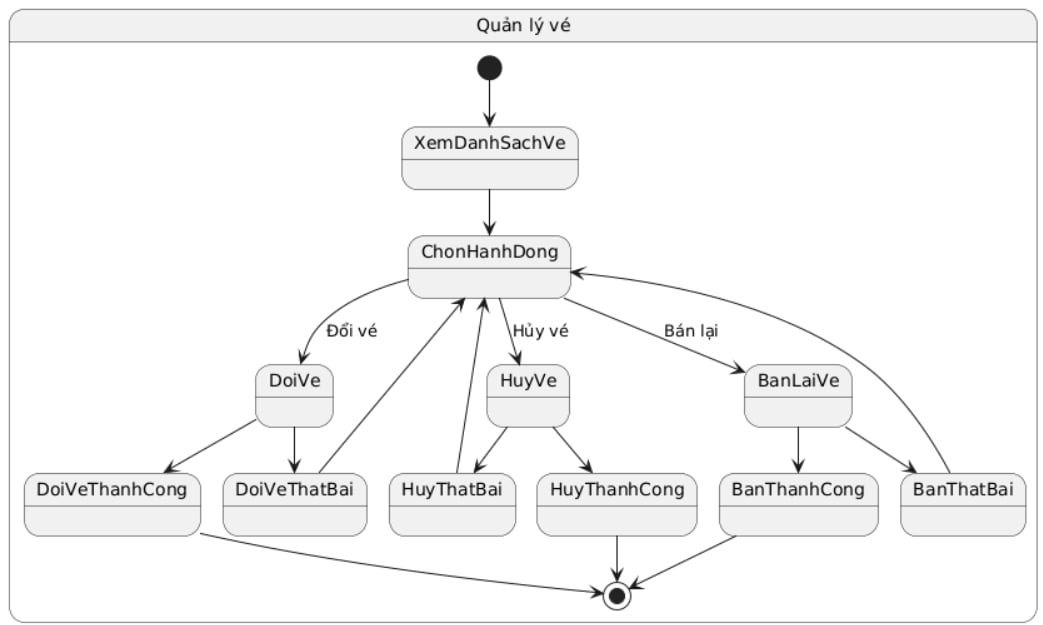 Quản lý vé
XemDanhSachVe
ChonHanhDong
Đổi vé
Hủy vé
Bán lại
DoiVe
HuyVe
BanLaiVe
DoiVeThanhCong
DoiVeThatBai
HuyThatBai
HuyThanhCong
BanThanhCong
BanThatBai